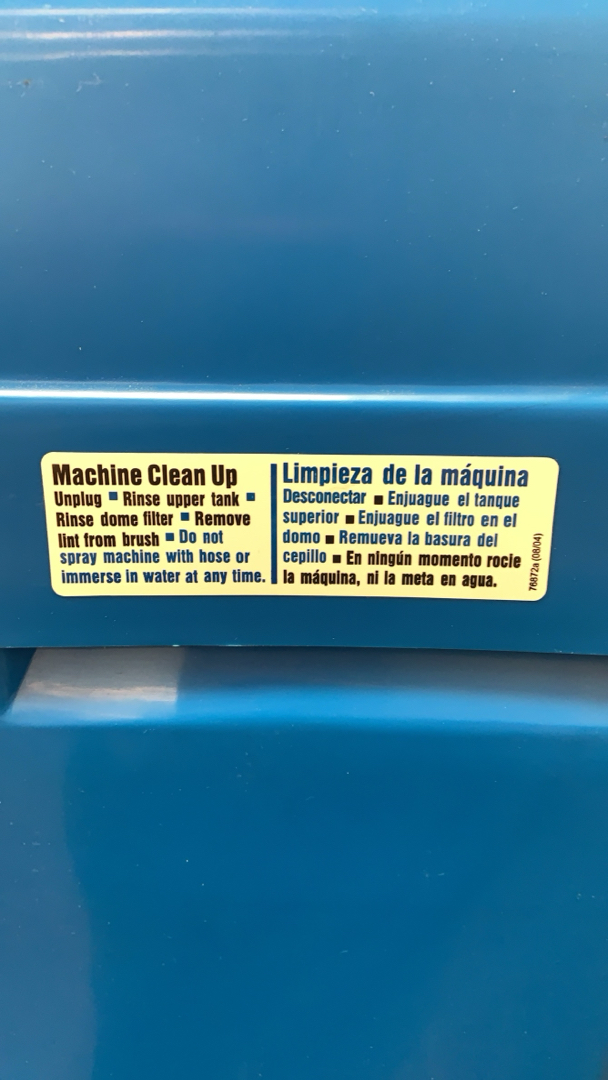 Machine Clean Up
Unplug ■ Rinse upper tank ■
Rinse dome filter ■ Remove
lint from brush ■ Do not
spray machine with hose or
immerse in water at any time.
Limpieza de la máquina
Desconectar ■ Enjuague el tanque
superior ■ Enjuague el filtro en el
domo ■ Remueva la basura del
cepillo ■ En ningún momento rocie
la máquina, ni la meta en agua.
76872a (08/04)